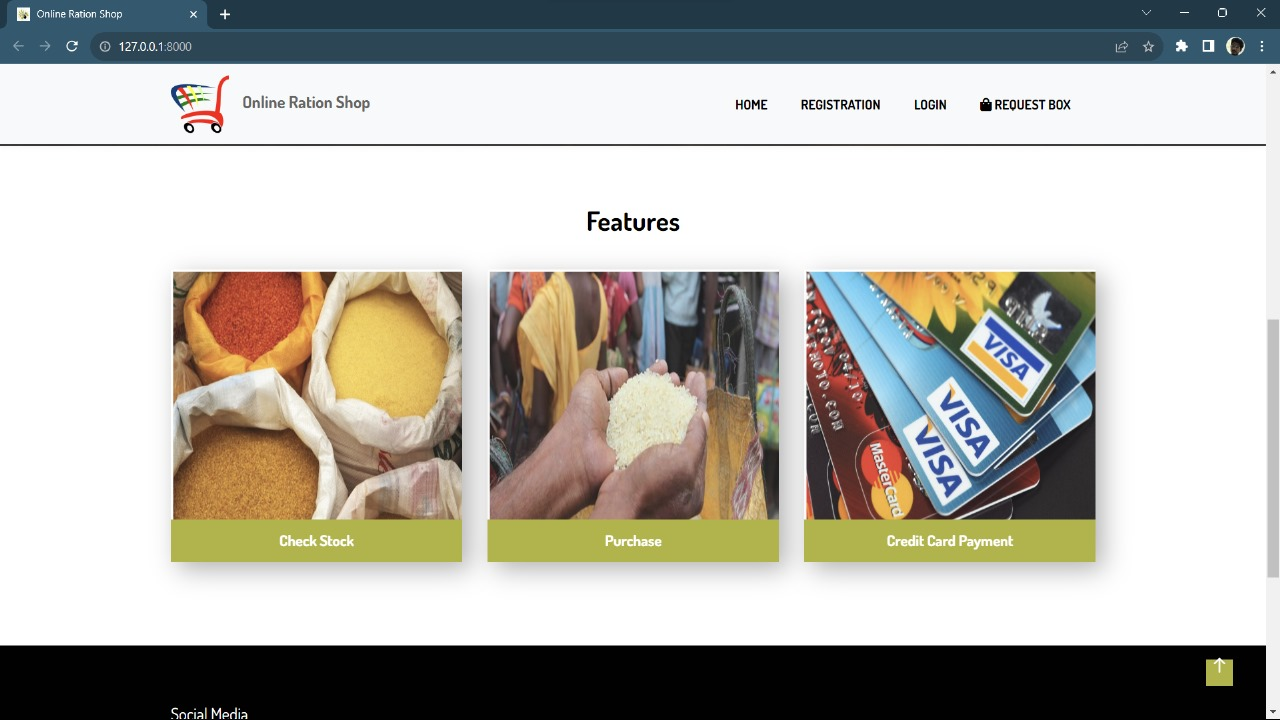 Online Ration Shop
127.0.0.1:8000
Online Ration Shop
HOME REGISTRATION LOGIN REQUEST BOX
Features
VISA
VISA
VISA
MasterCard
Check Stock
Purchase
Credit Card Payment
Social Media